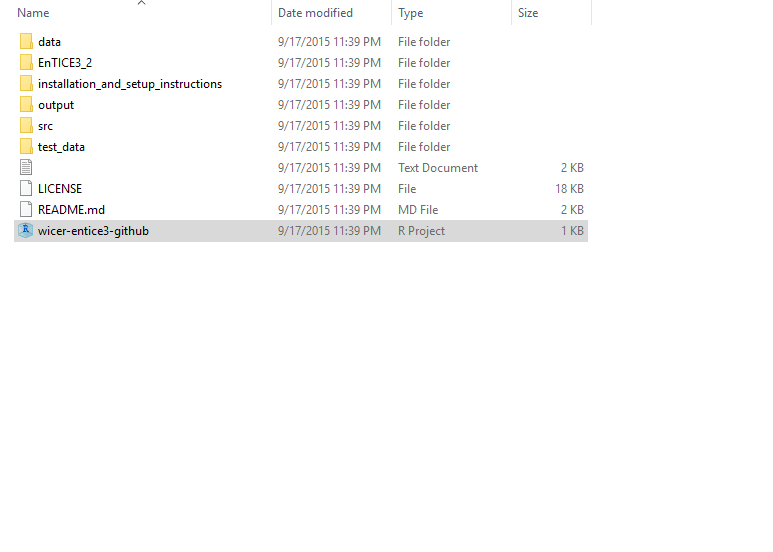 Name Date modified Type Size
data 9/17/2015 11:39 PM File folder
EnTICE3_2 9/17/2015 11:39 PM File folder
installation_and_setup_instructions 9/17/2015 11:39 PM File folder
output 9/17/2015 11:39 PM File folder
src 9/17/2015 11:39 PM File folder
test_data 9/17/2015 11:39 PM File folder
9/17/2015 11:39 PM Text Document 2 KB
LICENSE 9/17/2015 11:39 PM File 18 KB
README.md 9/17/2015 11:39 PM MD File 2 KB
wicer-entice3-github 9/17/2015 11:39 PM R Project 1 KB